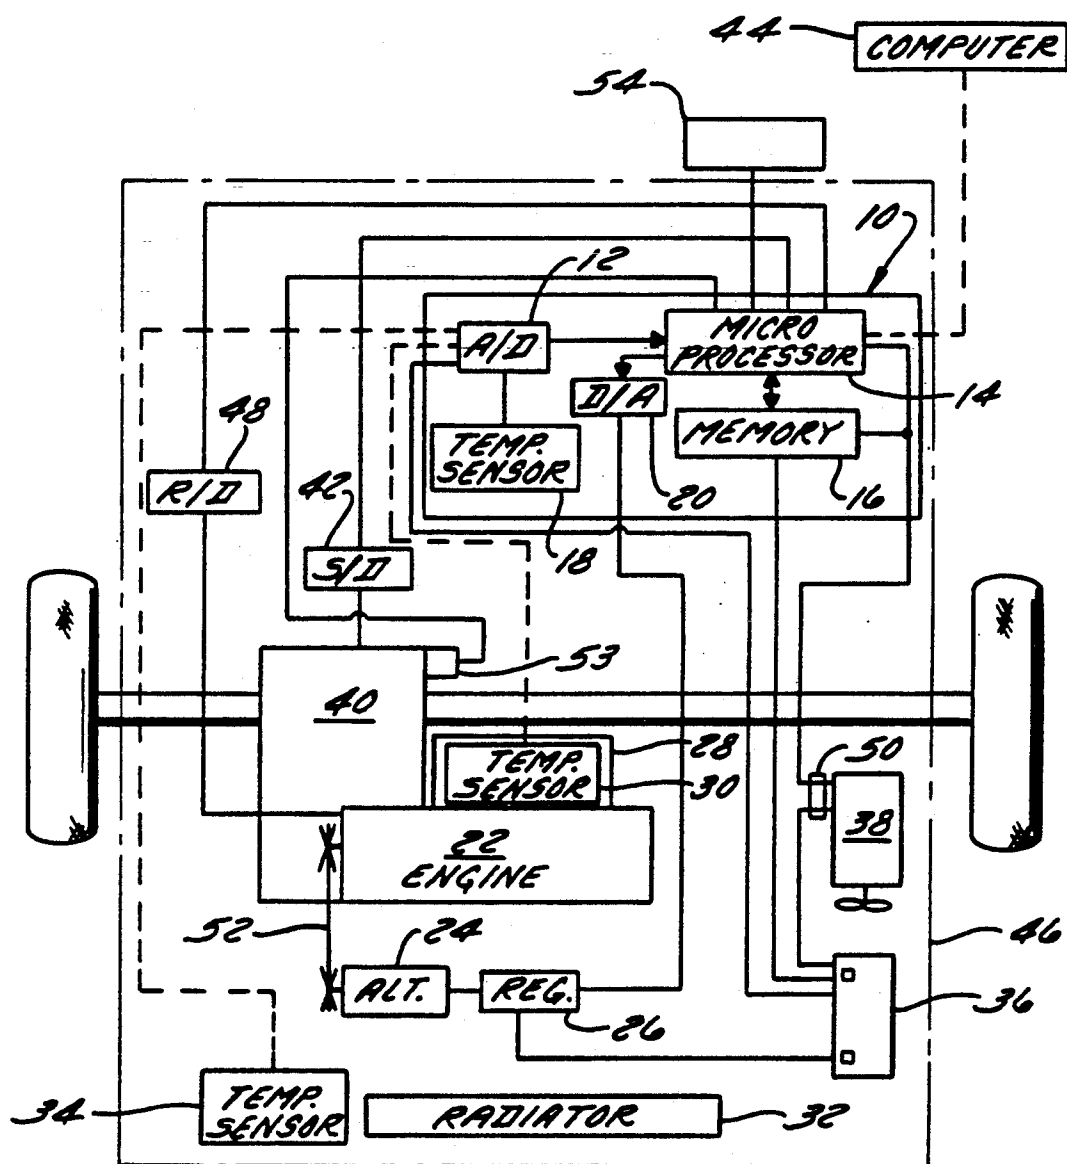 44
COMPUTER
54
10
12
A/D
MICRO
PROCESSOR
D/A
14
48
TEMP.
SENSOR
MEMORY
R/D
42
20
16
18
S/D
53
40
28
TEMP.
SENSOR
30
50
38
22
ENGINE
52
24
46
ALT.
REG.
26
36
34
TEMP.
SENSOR
RADIATOR
32